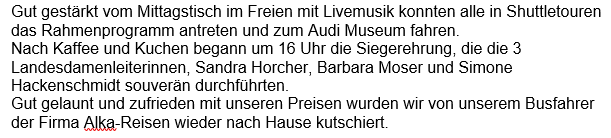 Gut gestärkt vom Mittagstisch im Freien mit Livemusik konnten alle in Shuttletouren
das Rahmenprogramm antreten und zum Audi Museum fahren.
Nach Kaffee und Kuchen begann um 16 Uhr die Siegerehrung, die die 3
Landesdamenleiterinnen, Sandra Horcher, Barbara Moser und Simone
Hackenschmidt souverän durchführten.
Gut gelaunt und zufrieden mit unseren Preisen wurden wir von unserem Busfahrer
der Firma Alka-Reisen wieder nach Hause kutschiert.